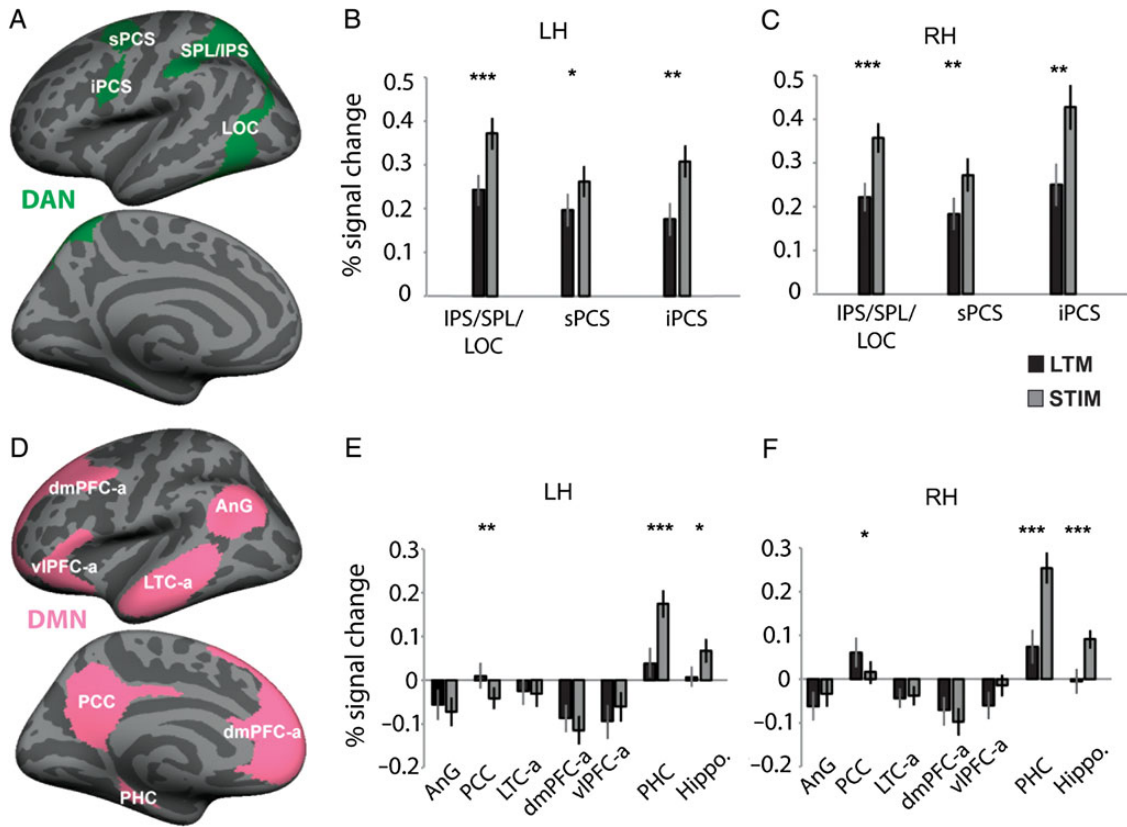 A
sPCS
SPL/IPS
iPCS
LOC
DAN
B
LH
*** * **
% signal change
0.5
0.4
0.3
0.2
0.1
0
IPS/SPL/
LOC
sPCS
iPCS
C
RH
*** ** **
0.5
0.4
0.3
0.2
0.1
0
IPS/SPL/
LOC
sPCS
iPCS
LTM
STIM
D
dmPFC-a
AnG
vlPFC-a
LTC-a
DMN
PCC
dmPFC-a
PHC
E
LH
** *** *
% signal change
0.3
0.2
0.1
0
−0.1
−0.2
AnG
PCC
LTC-a
dmPFC-a
vlPFC-a
PHC
Hippo.
F
RH
* *** ***
0.3
0.2
0.1
0
−0.1
−0.2
AnG
PCC
LTC-a
dmPFC-a
vlPFC-a
PHC
Hippo.